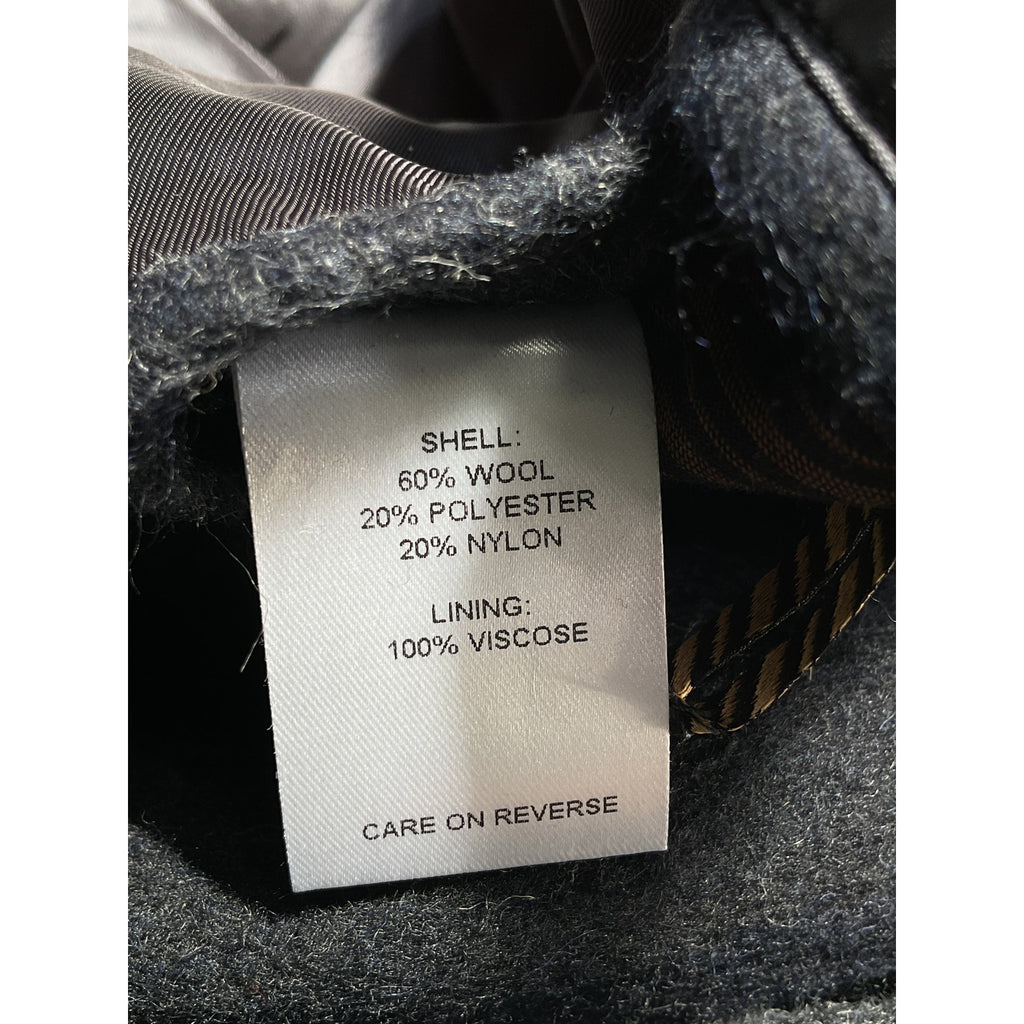 SHELL:
60% WOOL
20% POLYESTER
20% NYLON
LINING:
100% VISCOSE
CARE ON REVERSE